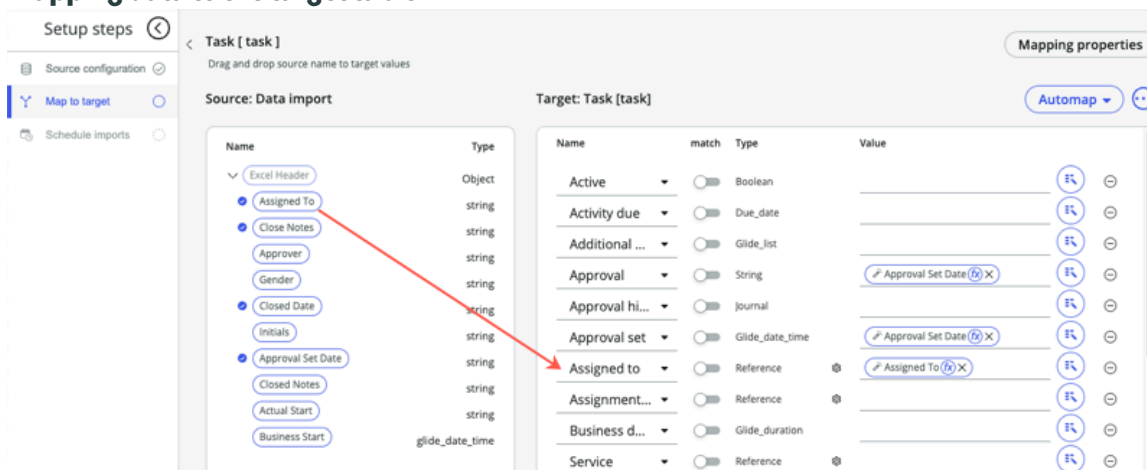 Setup steps
Source configuration
Map to target
Schedule imports
Task [ task ]
Drag and drop source name to target values
Mapping properties
Source: Data import
Target: Task [task]
Automap
Name Type
Excel Header Object
Assigned To string
Close Notes string
Approver string
Gender string
Closed Date string
Initials string
Approval Set Date string
Closed Notes string
Actual Start string
Business Start glide_date_time
Name match Type Value
Active Boolean
Activity due Due_date
Additional ... Glide_list
Approval String Approval Set Date fx X
Approval hi... Journal
Approval set Glide_date_time Approval Set Date fx X
Assigned to Reference Assigned To fx X
Assignment... Reference
Business d... Glide_duration
Service Reference